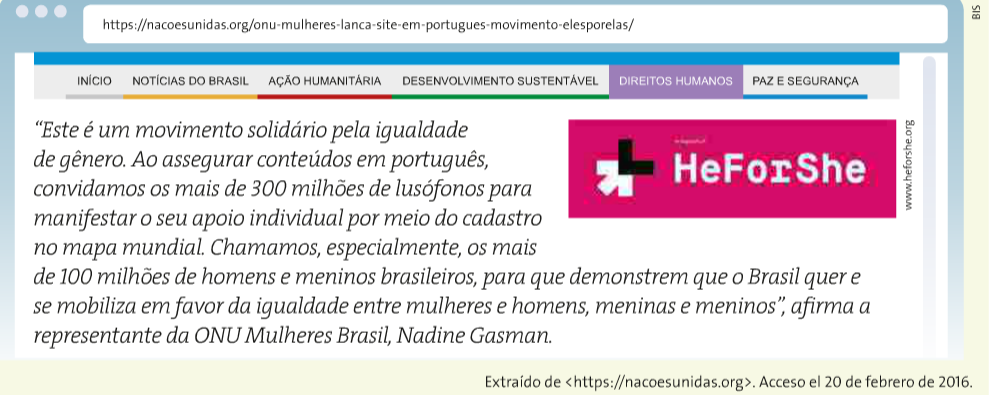 BIS
https://nacoesunidas.org/onu-mulheres-lanca-site-em-portugues-movimento-elesporelas/
INÍCIO NOTÍCIAS DO BRASIL AÇÃO HUMANITÁRIA DESENVOLVIMENTO SUSTENTÁVEL DIREITOS HUMANOS PAZ E SEGURANÇA
“Este é um movimento solidário pela igualdade
de gênero. Ao assegurar conteúdos em português,
convidamos os mais de 300 milhões de lusófonos para
manifestar o seu apoio individual por meio do cadastro
no mapa mundial. Chamamos, especialmente, os mais
de 100 milhões de homens e meninos brasileiros, para que demonstrem que o Brasil quer e
se mobiliza em favor da igualdade entre mulheres e homens, meninas e meninos”, afirma a
representante da ONU Mulheres Brasil, Nadine Gasman.
HeForShe
www.heforshe.org
Extraído de <https://nacoesunidas.org>. Acceso el 20 de febrero de 2016.